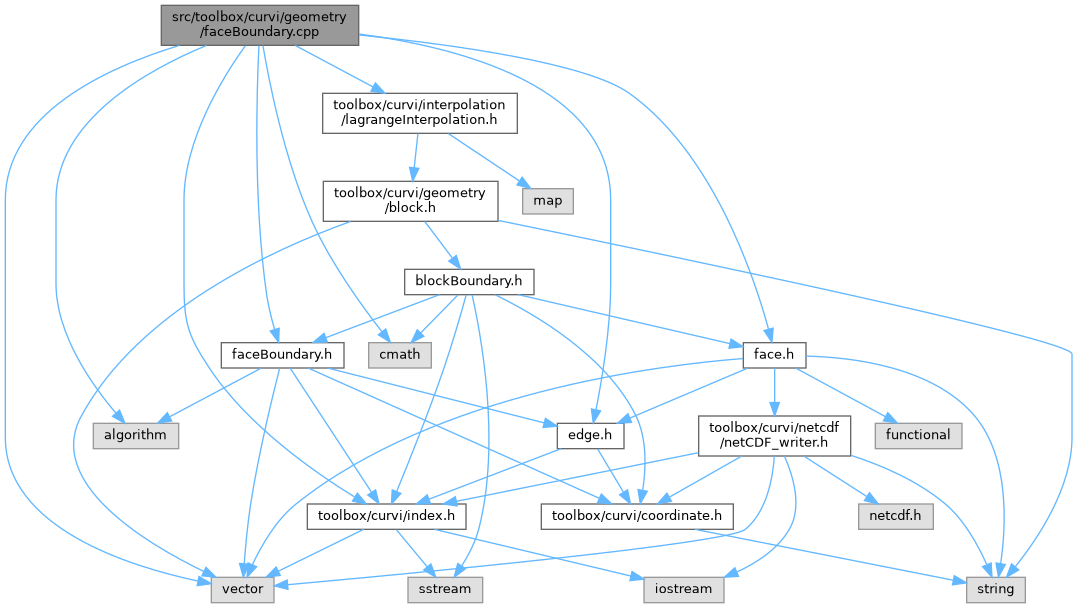 src/toolbox/curvi/geometry
/faceBoundary.cpp
toolbox/curvi/interpolation
/lagrangeInterpolation.h
toolbox/curvi/geometry
/block.h
map
blockBoundary.h
faceBoundary.h
cmath
face.h
algorithm
edge.h
toolbox/curvi/netcdf
/netCDF_writer.h
functional
toolbox/curvi/index.h
toolbox/curvi/coordinate.h
netcdf.h
vector
sstream
iostream
string